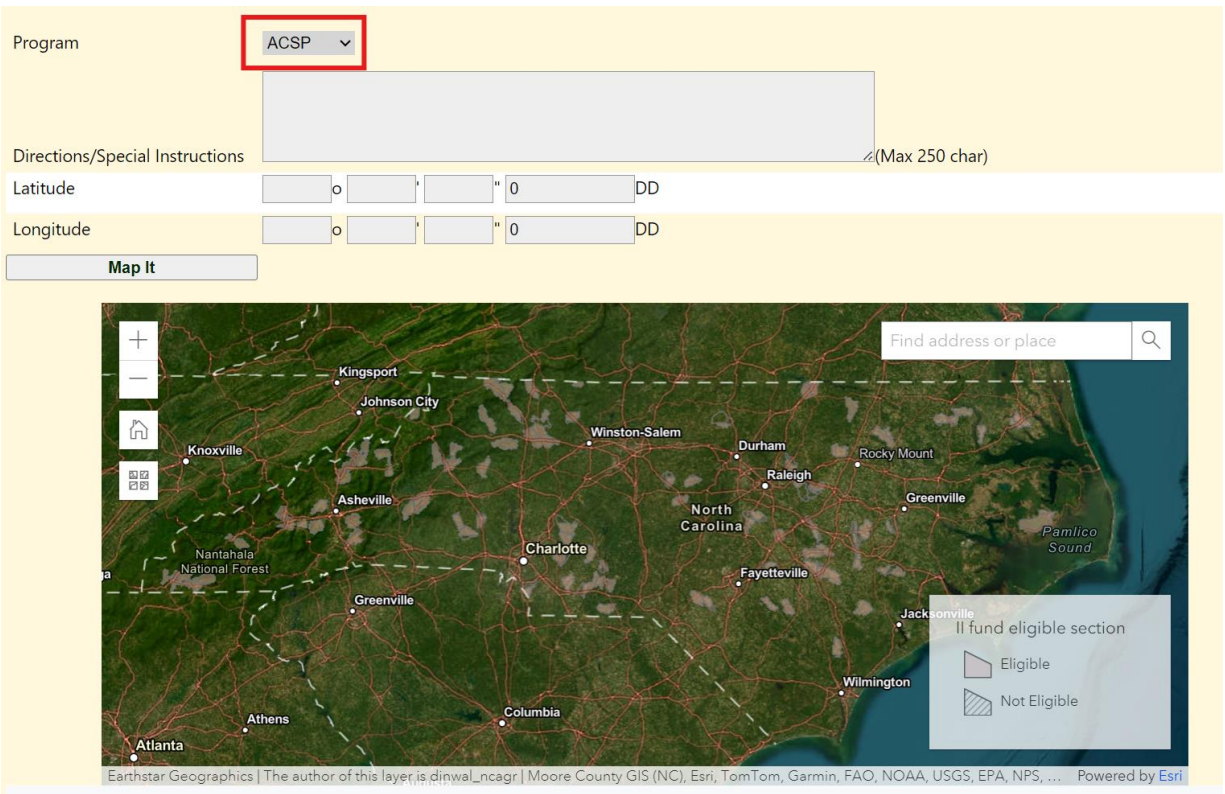 Program
ACSP
Directions/Special Instructions
(Max 250 char)
Latitude
o ' " 0 DD
Longitude
o ' " 0 DD
Map It
Find address or place
Kingsport
Johnson City
Knoxville
Winston-Salem
Durham
Rocky Mount
Raleigh
Asheville
Greenville
North
Carolina
Pamlico
Sound
Charlotte
Nantahala
National Forest
ga
Fayetteville
Greenville
Jacksonville
II fund eligible section
Eligible
Not Eligible
Wilmington
Columbia
Athens
Atlanta
Augusta
Earthstar Geographics | The author of this layer is dinwal_ncagr | Moore County GIS (NC), Esri, TomTom, Garmin, FAO, NOAA, USGS, EPA, NPS, ... Powered by Esri